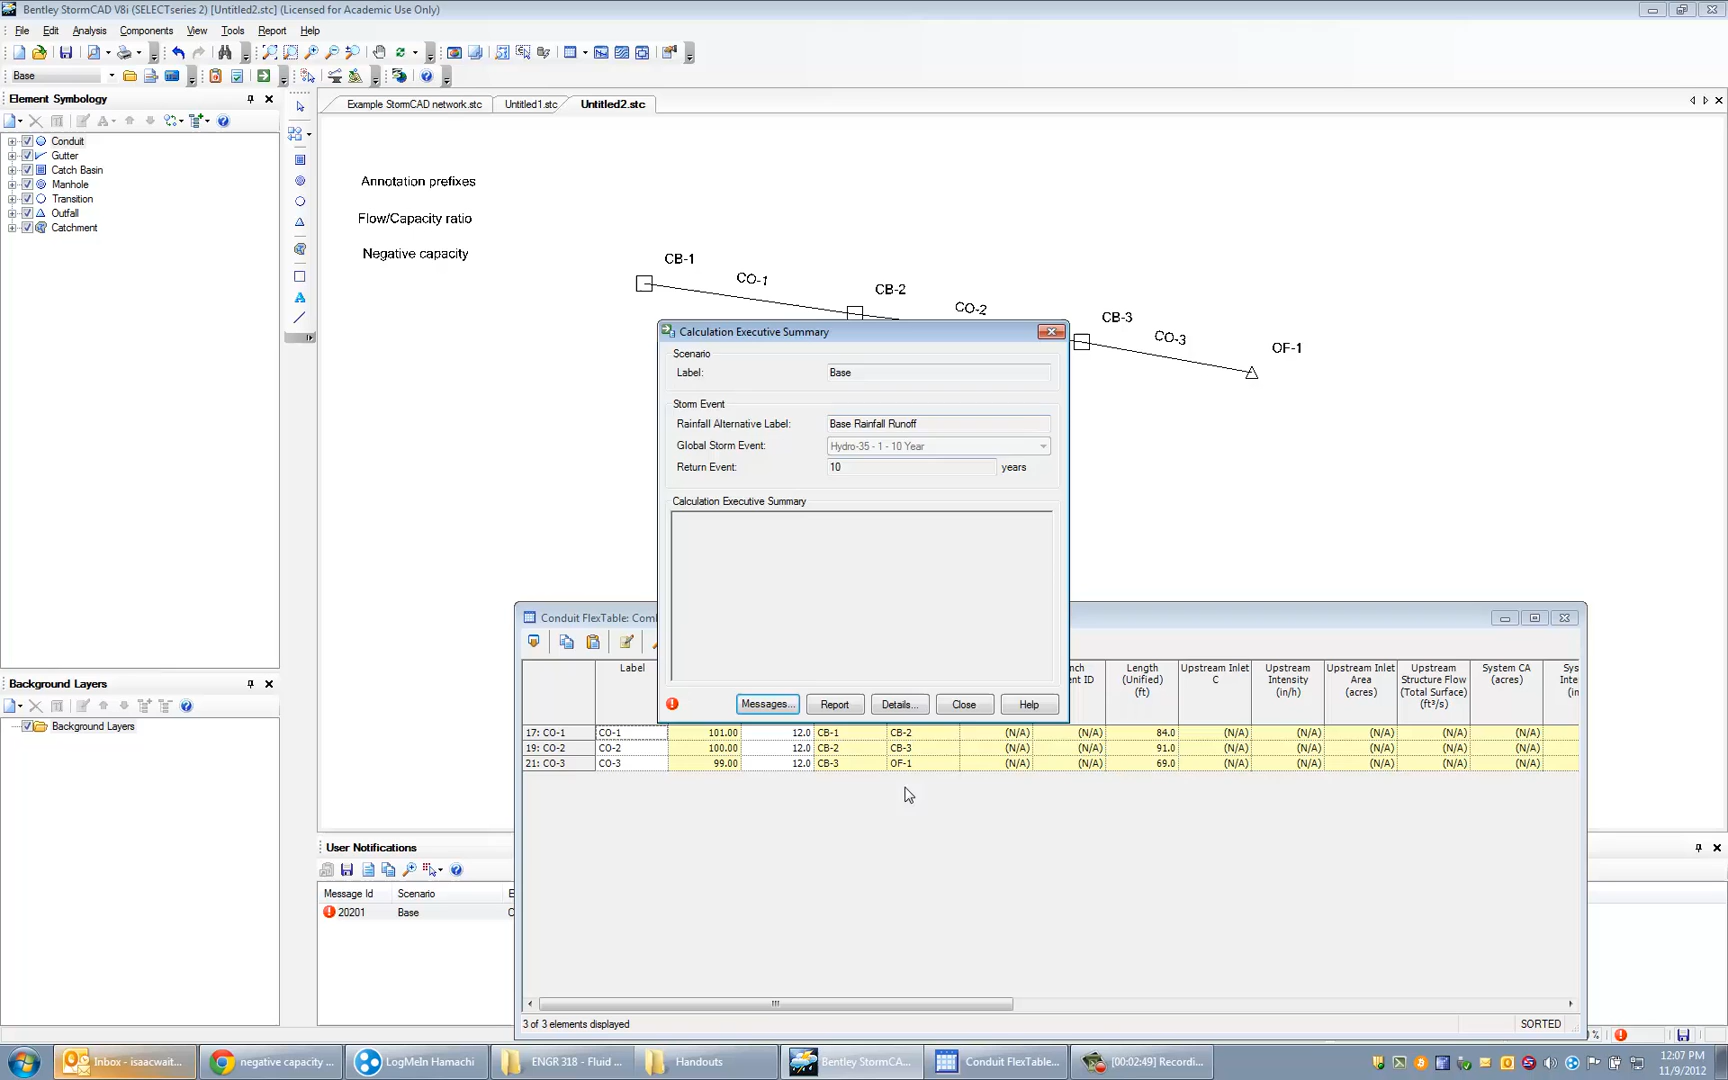 Bentley StormCAD V8i (SELECTseries 2) [Untitled2.stc] (Licensed for Academic Use Only)
File Edit Analysis Components View Tools Report Help
Base
Element Symbology
Conduit
Gutter
Catch Basin
Manhole
Transition
Outfall
Catchment
Background Layers
Background Layers
Example StormCAD network.stc Untitled1.stc Untitled2.stc
Annotation prefixes
Flow/Capacity ratio
Negative capacity
CB-1
CO-1
CB-2
CO-2
CB-3
CO-3
OF-1
Calculation Executive Summary
Scenario
Label: Base
Storm Event
Rainfall Alternative Label: Base Rainfall Runoff
Global Storm Event: Hydro-35 - 1 - 10 Year
Return Event: 10 years
Calculation Executive Summary
Messages... Report Details... Close Help
Conduit FlexTable: Com
Label Length (Unified) (ft) Upstream Inlet C Upstream Intensity (in/h) Upstream Inlet Area (acres) Upstream Structure Flow (Total Surface) (ft³/s) System CA (acres)
17: CO-1 CO-1 101.00 12.0 CB-1 CB-2 (N/A) (N/A) 84.0 (N/A) (N/A) (N/A) (N/A) (N/A)
19: CO-2 CO-2 100.00 12.0 CB-2 CB-3 (N/A) (N/A) 91.0 (N/A) (N/A) (N/A) (N/A) (N/A)
21: CO-3 CO-3 99.00 12.0 CB-3 OF-1 (N/A) (N/A) 69.0 (N/A) (N/A) (N/A) (N/A) (N/A)
3 of 3 elements displayed SORTED
User Notifications
Message Id Scenario
20201 Base
Inbox - isaacwait... negative capacity ... LogMeIn Hamachi ENGR 318 - Fluid ... Handouts Bentley StormCA... Conduit FlexTable... [00:02:49] Recordi...
12:07 PM
11/9/2012